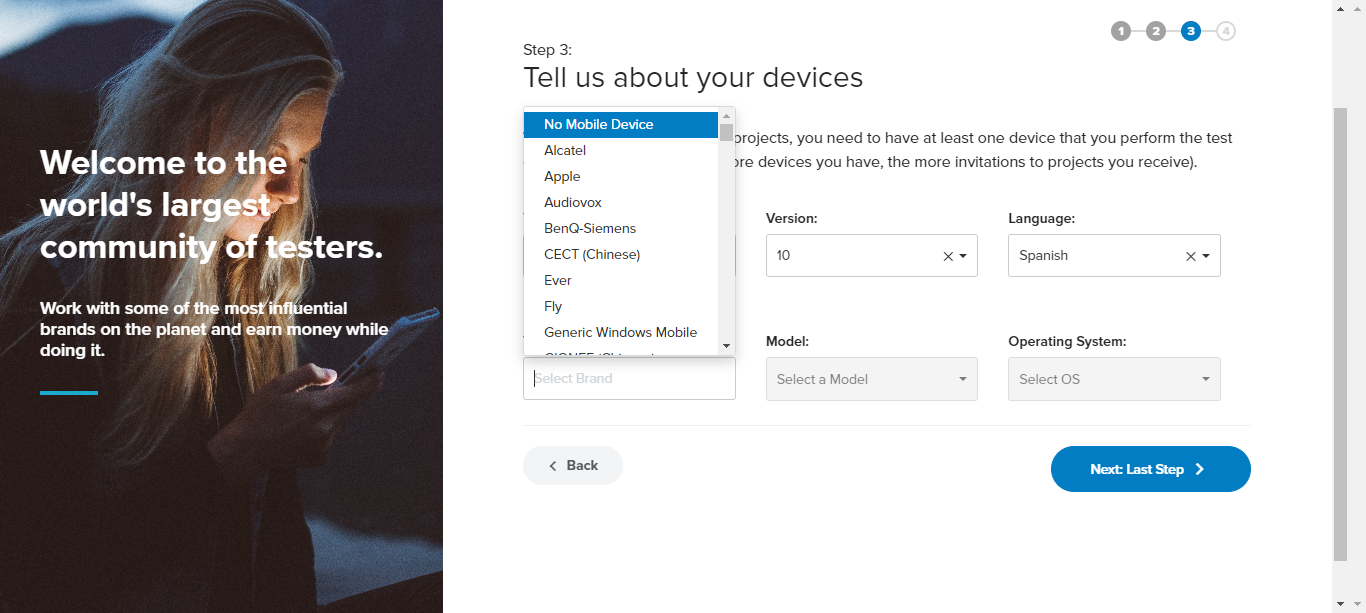 Welcome to the
world's largest
community of testers.
Work with some of the most influential
brands on the planet and earn money while
doing it.
1 2 3 4
Step 3:
Tell us about your devices
projects, you need to have at least one device that you perform the test
devices you have, the more invitations to projects you receive).
No Mobile Device
Alcatel
Apple
Audiovox
BenQ-Siemens
CECT (Chinese)
Ever
Fly
Generic Windows Mobile
Select Brand
Version:
10
Language:
Spanish
Model:
Select a Model
Operating System:
Select OS
Back
Next: Last Step